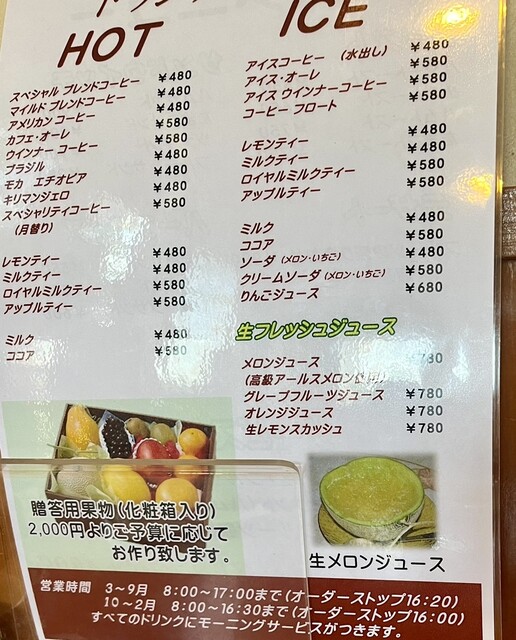 ドリンク
HOT
スペシャル ブレンドコーヒー ¥480
マイルド ブレンドコーヒー ¥480
アメリカン コーヒー ¥480
カフェ・オーレ ¥580
ウインナー コーヒー ¥580
ブラジル ¥480
モカ エチオピア ¥480
キリマンジェロ ¥480
スペシャリティコーヒー ¥580
(月替り)
レモンティー ¥480
ミルクティー ¥480
ロイヤルミルクティー ¥580
アップルティー ¥580
ミルク ¥480
ココア ¥580
ICE
アイスコーヒー (水出し) ¥480
アイス・オーレ ¥580
アイス ウインナーコーヒー ¥580
コーヒー フロート ¥580
レモンティー ¥480
ミルクティー ¥480
ロイヤルミルクティー ¥580
アップルティー ¥580
ミルク ¥480
ココア ¥580
ソーダ (メロン・いちご) ¥480
クリームソーダ (メロン・いちご) ¥580
りんごジュース ¥680
生フレッシュジュース
メロンジュース ¥780
(高級アールスメロン使用)
グレープフルーツジュース ¥780
オレンジジュース ¥780
生レモンスカッシュ ¥780
贈答用果物(化粧箱入り)
2,000円よりご予算に応じて
お作り致します。
生メロンジュース
営業時間 3~9月 8:00~17:00まで(オーダーストップ16:20)
10~2月 8:00~16:30まで(オーダーストップ16:00)
すべてのドリンクにモーニングサービスがつきます。